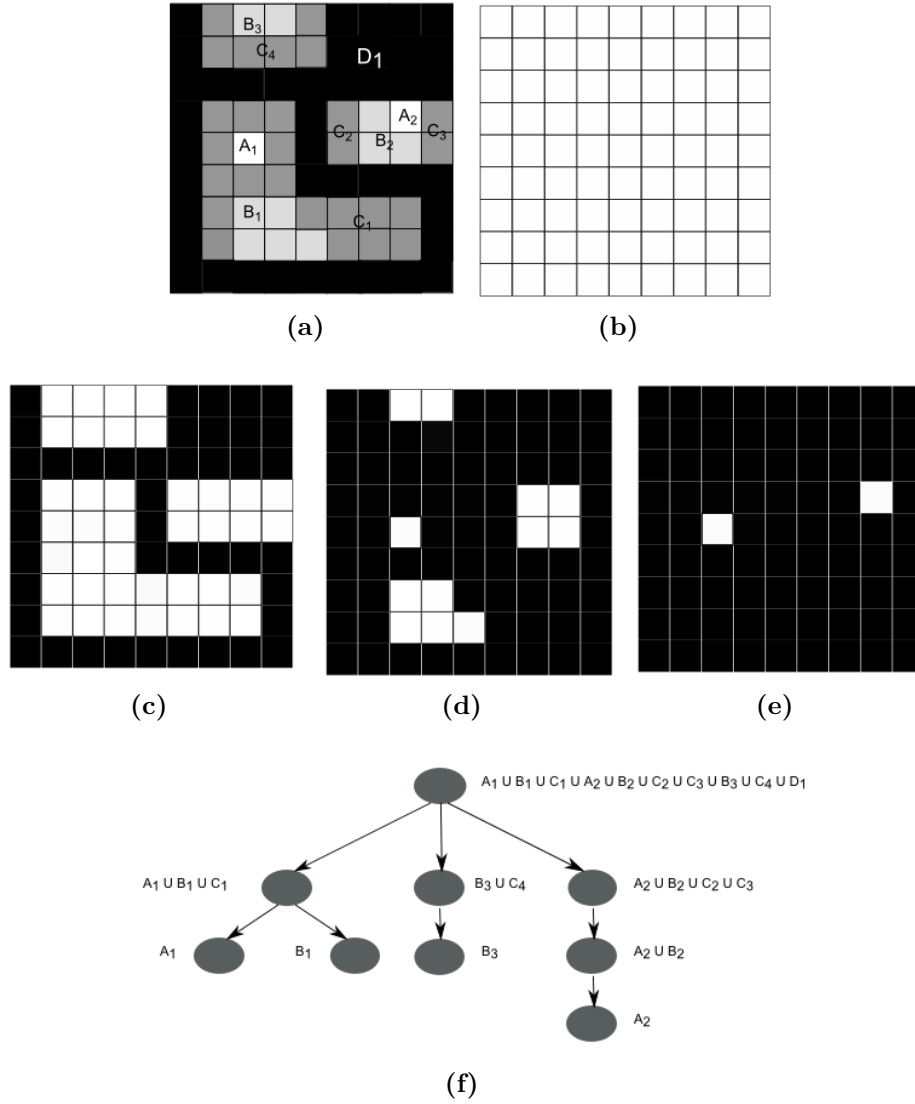 B₃
C₄
D₁
A₂
C₂ C₃
B₂
A₁
B₁
C₁
(a) (b)
(c) (d) (e)
A₁ U B₁ U C₁ U A₂ U B₂ U C₂ U C₃ U B₃ U C₄ U D₁
A₁ U B₁ U C₁ B₃ U C₄ A₂ U B₂ U C₂ U C₃
A₁ B₁ B₃ A₂ U B₂
A₂
(f)